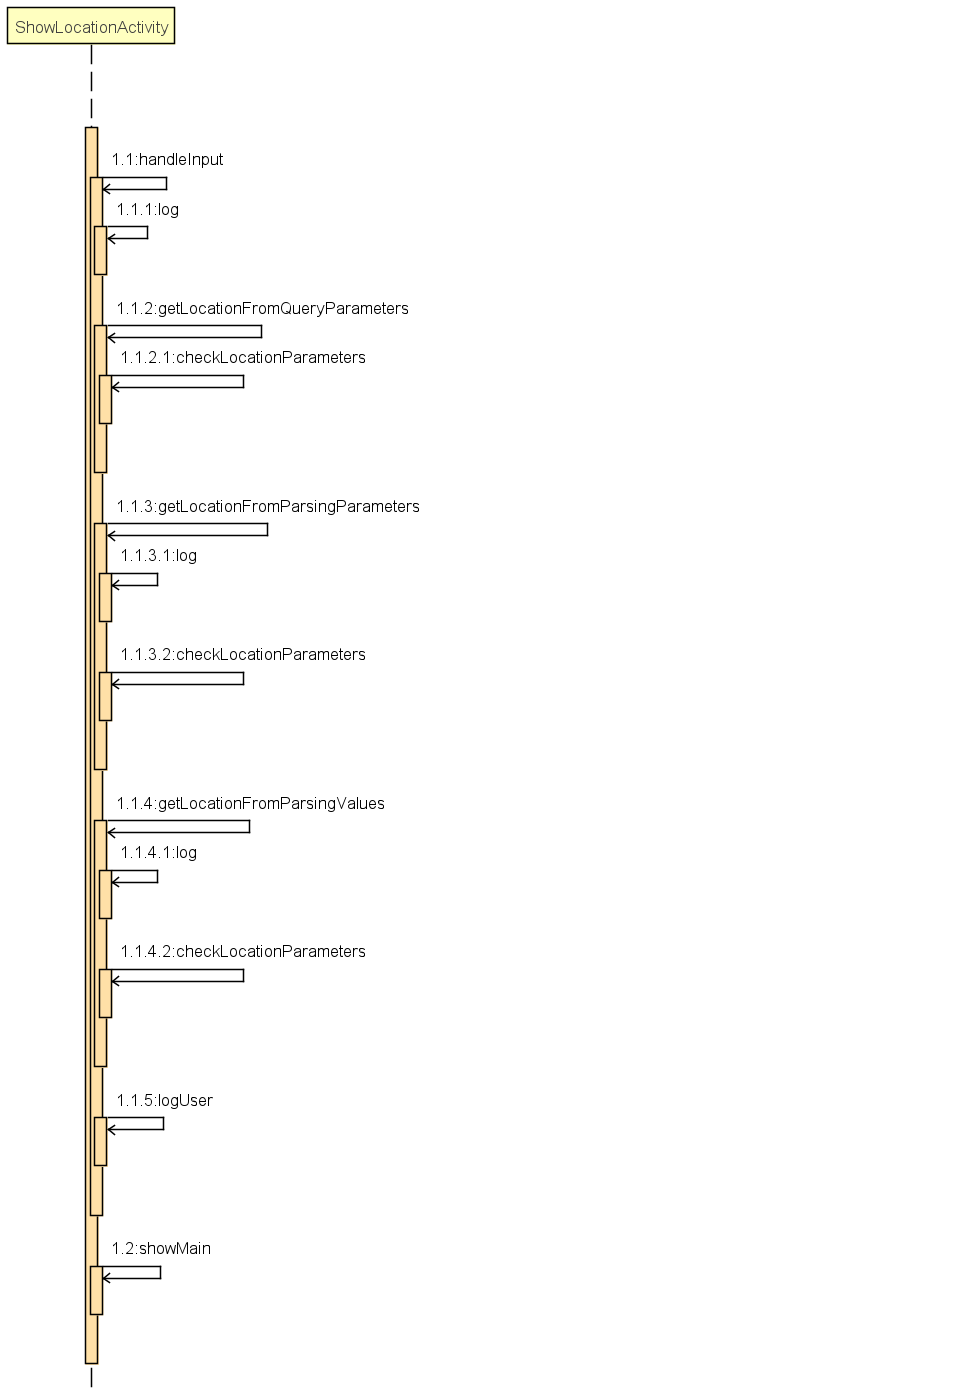 ShowLocationActivity
1.1:handleInput
1.1.1:log
1.1.2:getLocationFromQueryParameters
1.1.2.1:checkLocationParameters
1.1.3:getLocationFromParsingParameters
1.1.3.1:log
1.1.3.2:checkLocationParameters
1.1.4:getLocationFromParsingValues
1.1.4.1:log
1.1.4.2:checkLocationParameters
1.1.5:logUser
1.2:showMain